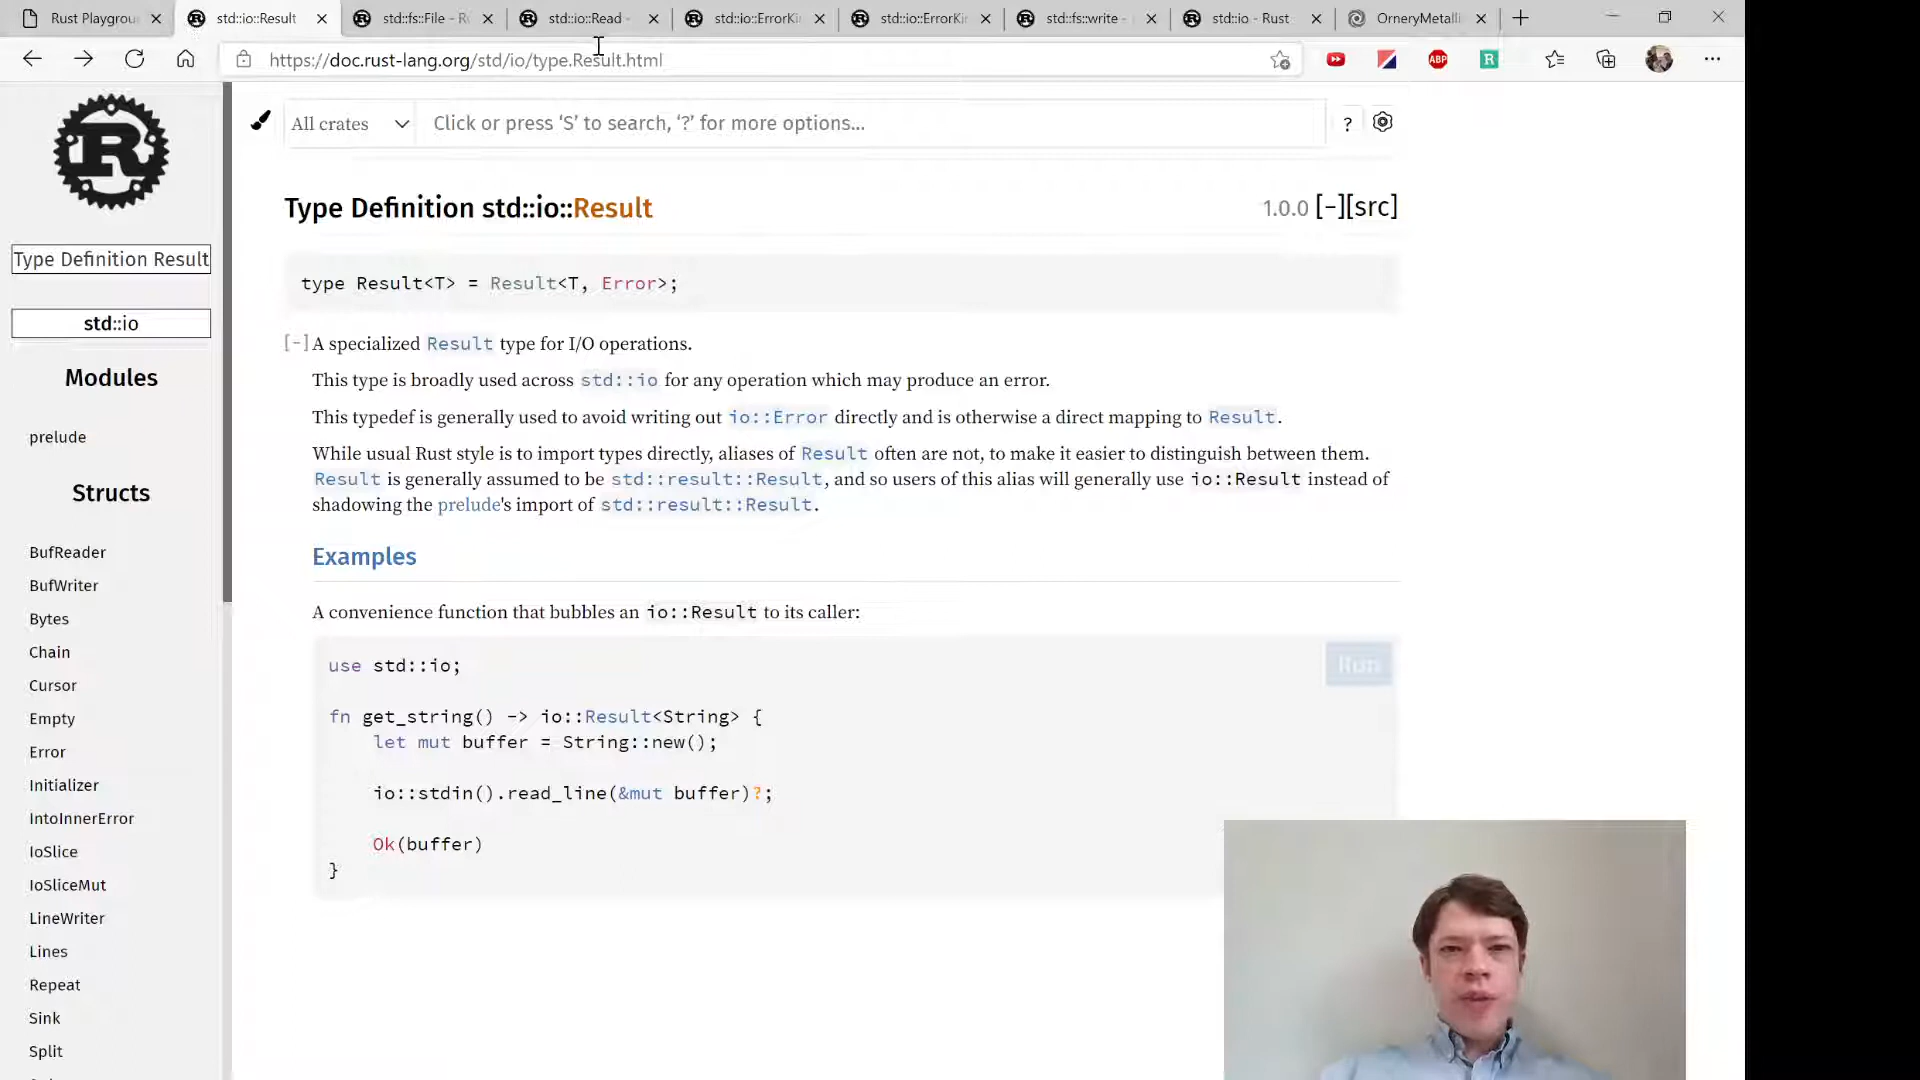 Rust Playgroun
std::io::Result
std::fs::File - R
std::io::Read -
std::io::ErrorKin
std::io::ErrorKin
std::fs::write -
std::io - Rust
OrneryMetalli
https://doc.rust-lang.org/std/io/type.Result.html
ABP
R
All crates
Click or press ‘S’ to search, ‘?’ for more options…
?
R
Type Definition std::io::Result
1.0.0 [−][src]
Type Definition Result
type Result<T> = Result<T, Error>;
std::io
[−] A specialized Result type for I/O operations.
Modules
This type is broadly used across std::io for any operation which may produce an error.
This typedef is generally used to avoid writing out io::Error directly and is otherwise a direct mapping to Result.
prelude
While usual Rust style is to import types directly, aliases of Result often are not, to make it easier to distinguish between them.
Result is generally assumed to be std::result::Result, and so users of this alias will generally use io::Result instead of
shadowing the prelude's import of std::result::Result.
Structs
BufReader
BufWriter
Bytes
Chain
Cursor
Empty
Error
Initializer
IntoInnerError
IoSlice
IoSliceMut
LineWriter
Lines
Repeat
Sink
Split
Examples
A convenience function that bubbles an io::Result to its caller:
Run
use std::io;
fn get_string() -> io::Result<String> {
let mut buffer = String::new();
io::stdin().read_line(&mut buffer)?;
Ok(buffer)
}